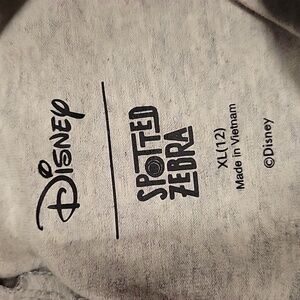 Disney
SPOTTED
ZEBRA
XL(12)
Made in Vietnam
©Disney